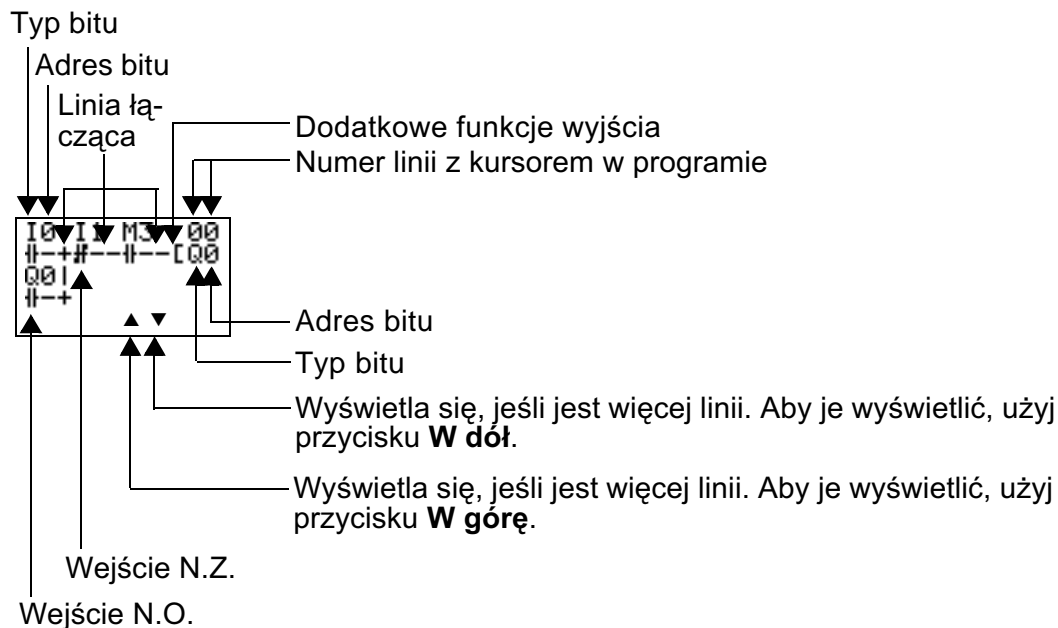 Typ bitu
Adres bitu
Linia łą-
cząca
Dodatkowe funkcje wyjścia
Numer linii z kursorem w programie
I0 I1 M3 00
[Q0
Q0
Adres bitu
Typ bitu
Wyświetla się, jeśli jest więcej linii. Aby je wyświetlić, użyj
przycisku W dół.
Wyświetla się, jeśli jest więcej linii. Aby je wyświetlić, użyj
przycisku W górę.
Wejście N.Z.
Wejście N.O.